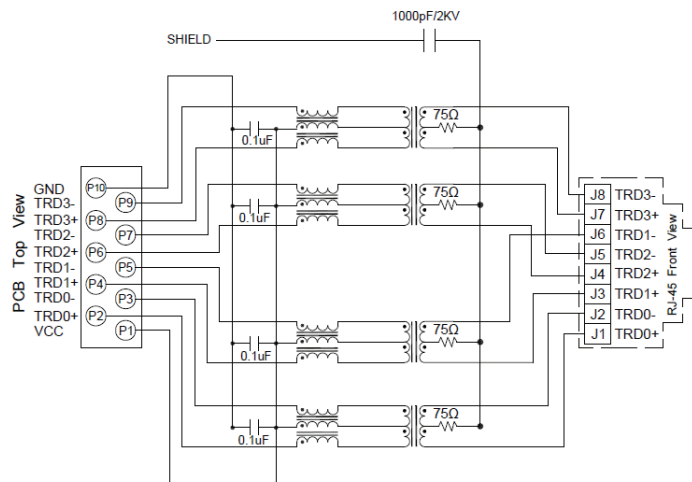 1000pF/2KV
SHIELD
75Ω
0.1uF
75Ω
0.1uF
75Ω
0.1uF
75Ω
0.1uF
PCB Top View
GND P10
TRD3- P9
TRD3+ P8
TRD2- P7
TRD2+ P6
TRD1- P5
TRD1+ P4
TRD0- P3
TRD0+ P2
VCC P1
J8 TRD3-
J7 TRD3+
J6 TRD1-
J5 TRD2-
J4 TRD2+
J3 TRD1+
J2 TRD0-
J1 TRD0+
RJ-45 Front View